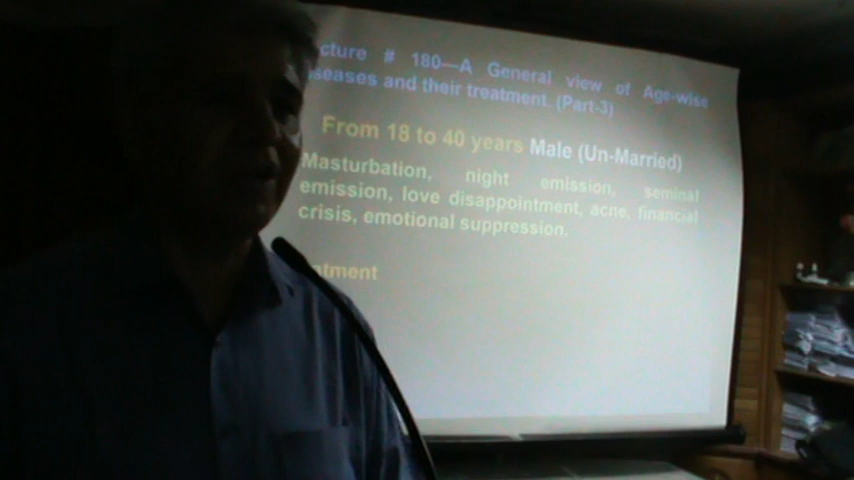 cture # 180—A General view of Age-wise
seases and their treatment. (Part-3)
From 18 to 40 years Male (Un-Married)
Masturbation, night emission, seminal
emission, love disappointment, acne, financial
crisis, emotional suppression.
atment